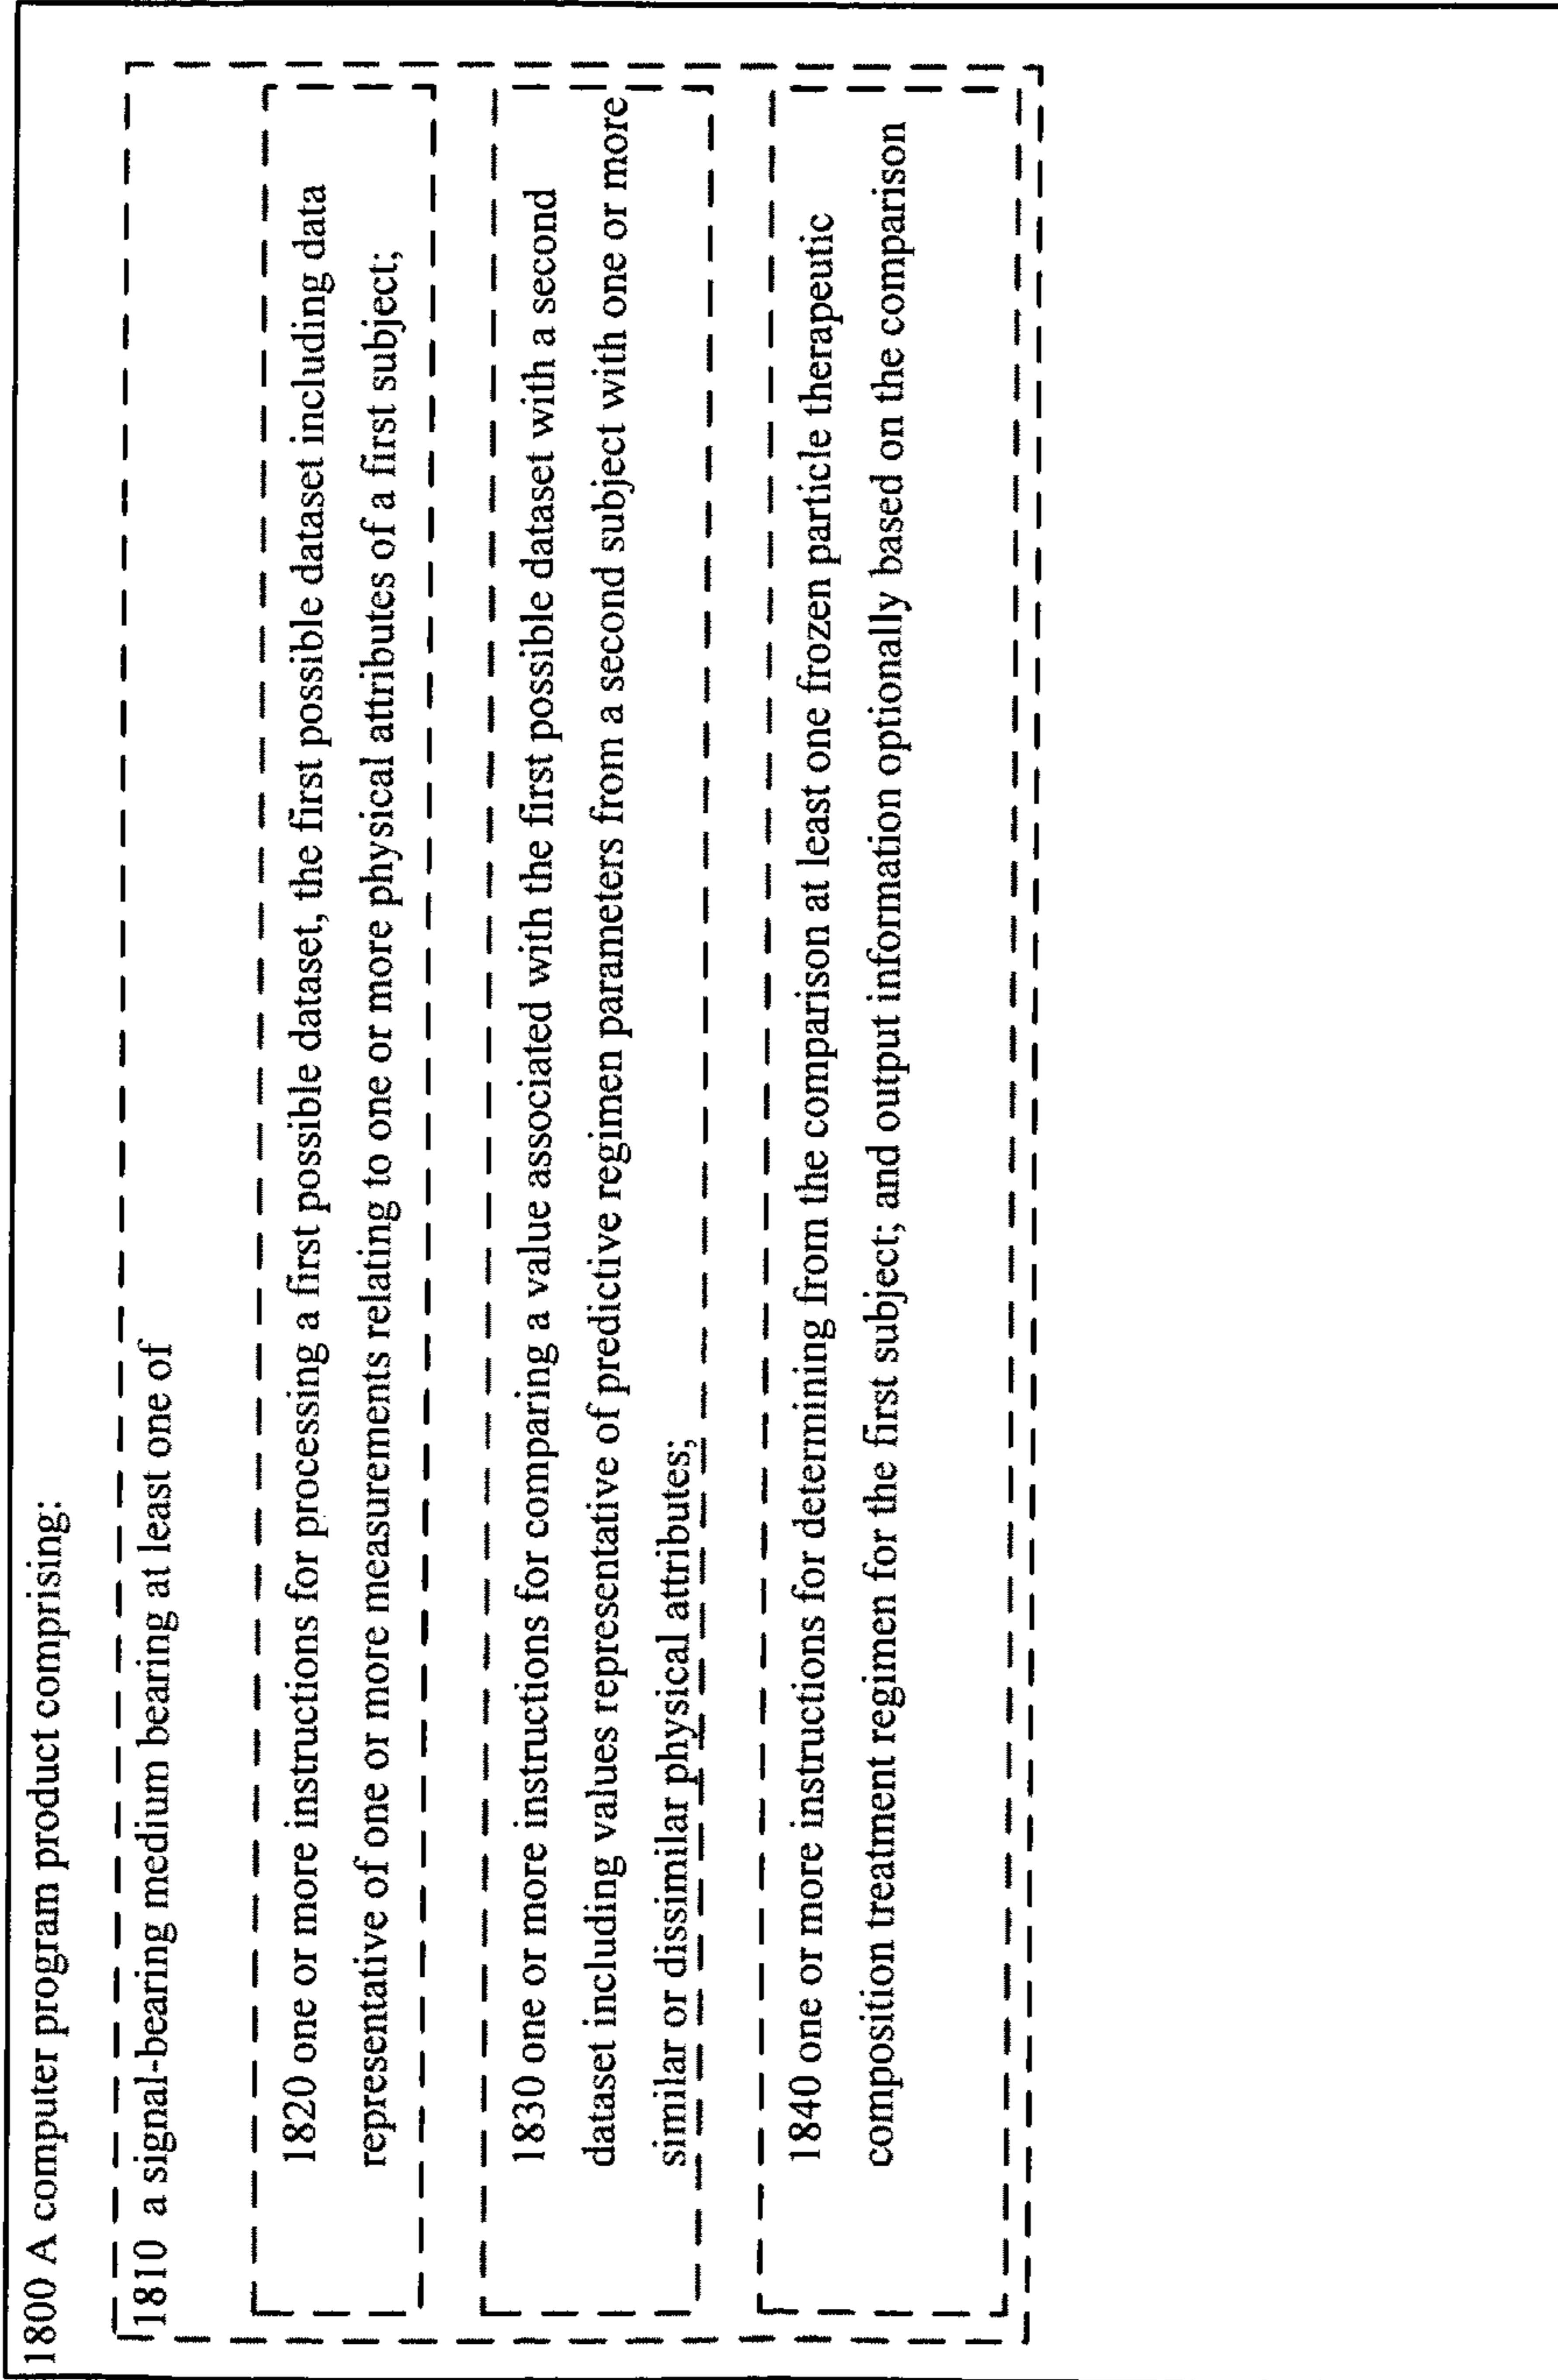 1800 A computer program product comprising:
1810 a signal-bearing medium bearing at least one of
1820 one or more instructions for processing a first possible dataset, the first possible dataset including data
representative of one or more measurements relating to one or more physical attributes of a first subject;
1830 one or more instructions for comparing a value associated with the first possible dataset with a second
dataset including values representative of predictive regimen parameters from a second subject with one or more
similar or dissimilar physical attributes;
1840 one or more instructions for determining from the comparison at least one frozen particle therapeutic
composition treatment regimen for the first subject; and output information optionally based on the comparison